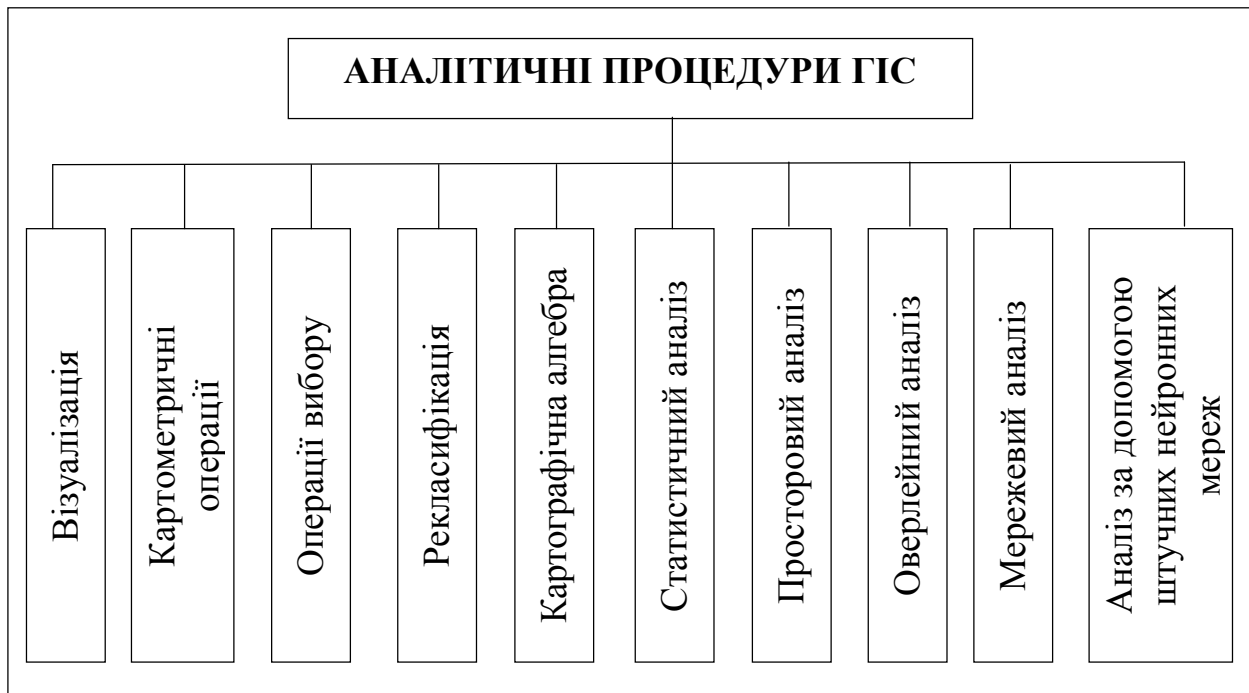 АНАЛІТИЧНІ ПРОЦЕДУРИ ГІС
Візуалізація
Картометричні
операції
Операції вибору
Рекласифікація
Картографічна алгебра
Статистичний аналіз
Просторовий аналіз
Оверлейний аналіз
Мережевий аналіз
Аналіз за допомогою
штучних нейронних
мереж